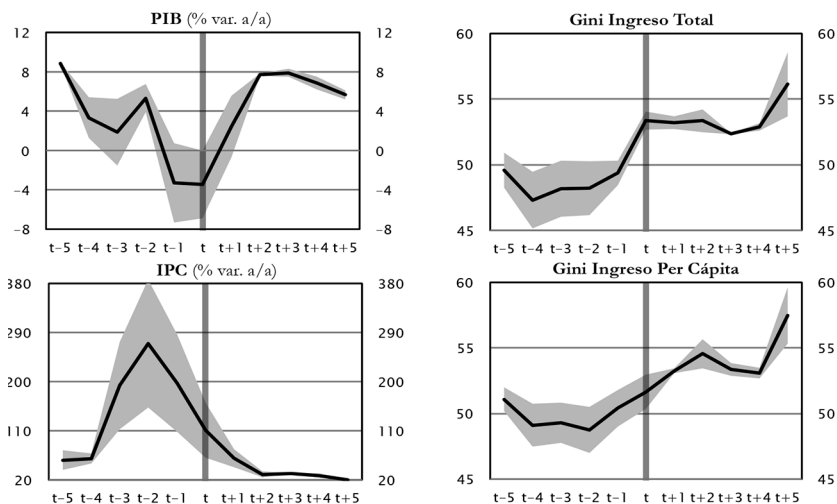 PIB (% var. a/a)
12 12
8 8
4 4
0 0
-4 -4
-8 -8
t-5 t-4 t-3 t-2 t-1 t t+1 t+2 t+3 t+4 t+5
Gini Ingreso Total
60 60
55 55
50 50
45 45
t-5 t-4 t-3 t-2 t-1 t t+1 t+2 t+3 t+4 t+5
IPC (% var. a/a)
380 380
290 290
200 200
110 110
20 20
t-5 t-4 t-3 t-2 t-1 t t+1 t+2 t+3 t+4 t+5
Gini Ingreso Per Cápita
60 60
55 55
50 50
45 45
t-5 t-4 t-3 t-2 t-1 t t+1 t+2 t+3 t+4 t+5